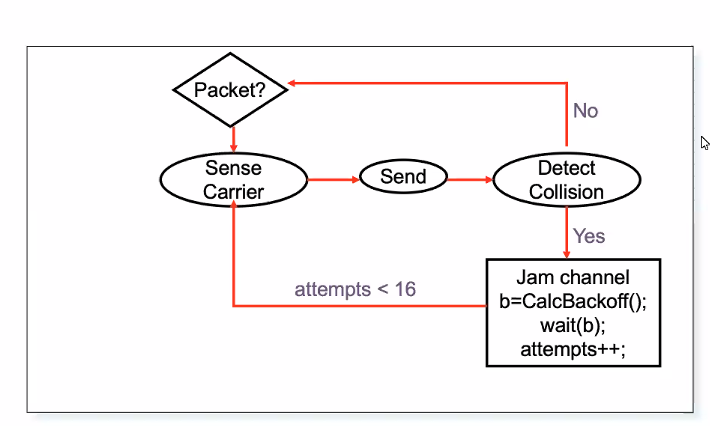 Packet?
No
Sense
Carrier
Send
Detect
Collision
Yes
attempts < 16
Jam channel
b=CalcBackoff();
wait(b);
attempts++;